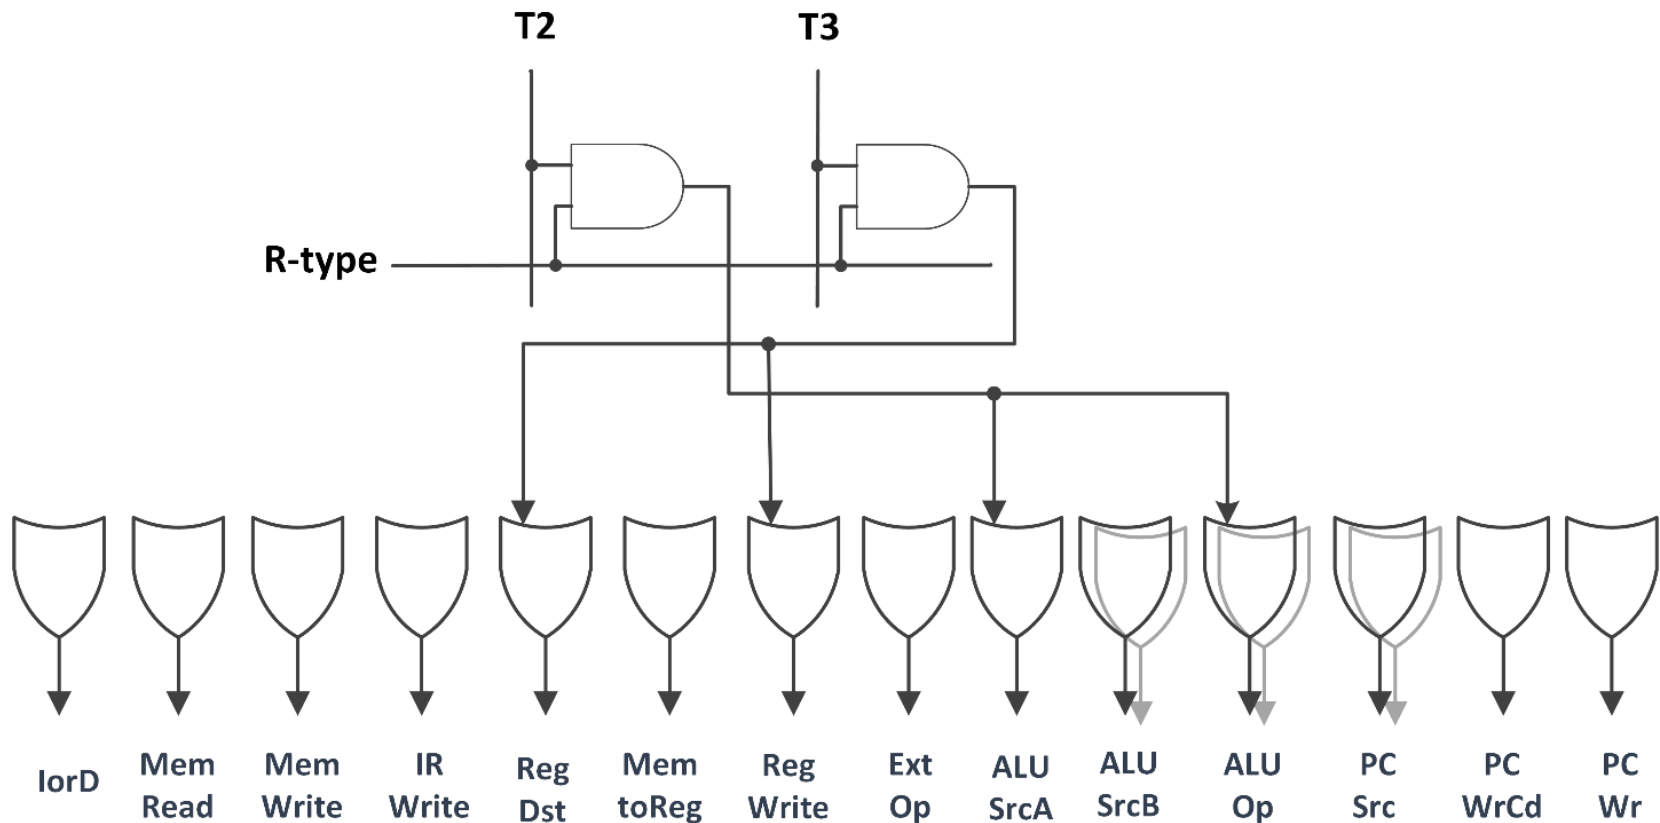 T2
T3
R-type
IorD
Mem
Read
Mem
Write
IR
Write
Reg
Dst
Mem
toReg
Reg
Write
Ext
Op
ALU
SrcA
ALU
SrcB
ALU
Op
PC
Src
PC
WrCd
PC
Wr